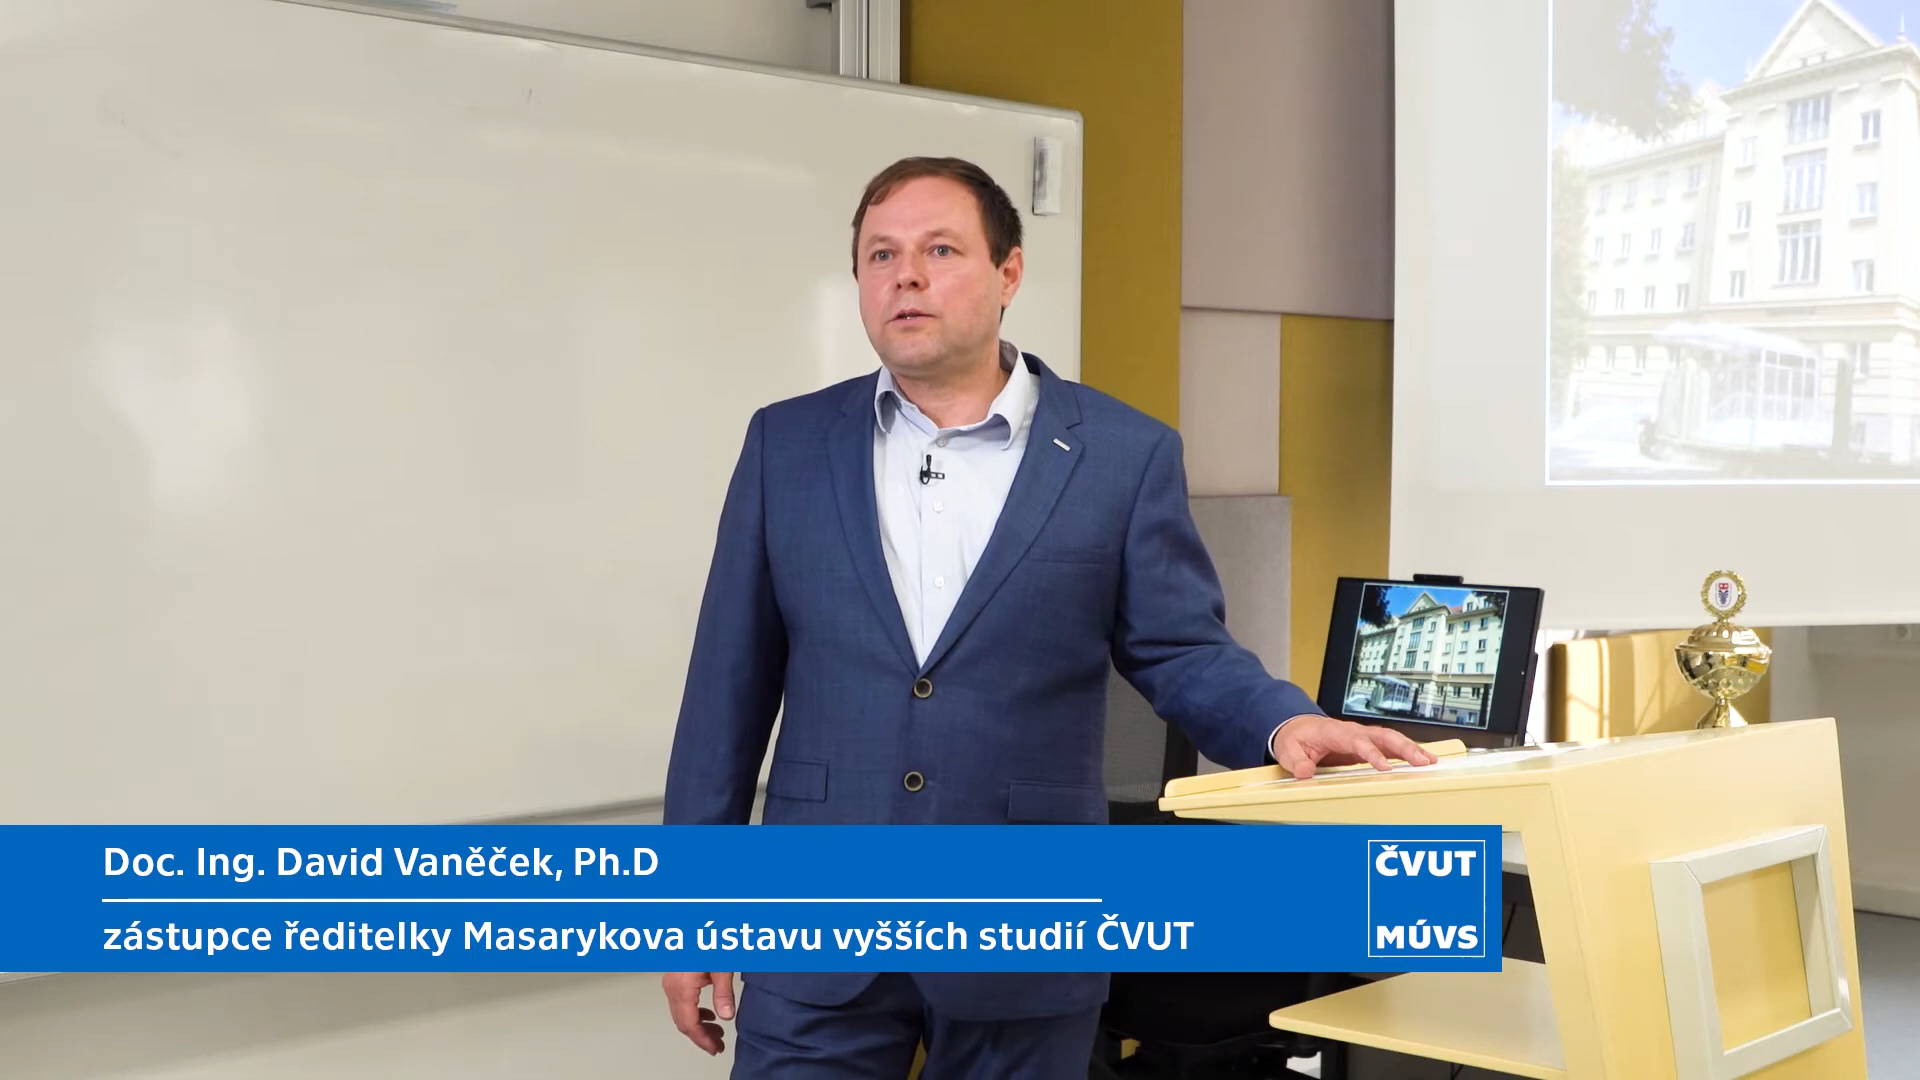 Doc. Ing. David Vaněček, Ph.D
zástupce ředitelky Masarykova ústavu vyšších studií ČVUT
ČVUT
MÚVS